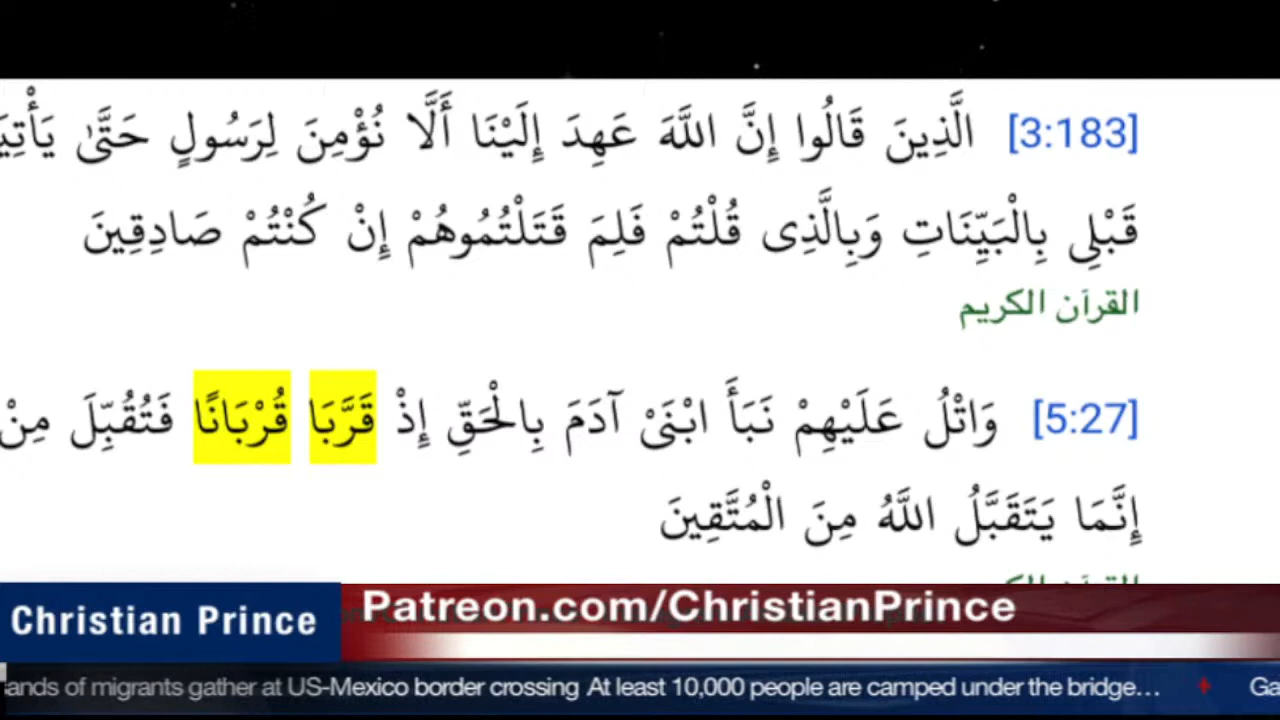 [3:183] الَّذِينَ قَالُوا إِنَّ اللَّهَ عَهِدَ إِلَيْنَا أَلَّا نُؤْمِنَ لِرَسُولٍ حَتَّىٰ
قَبْلِى بِالْبَيِّنَاتِ وَبِالَّذِى قُلْتُمْ فَلِمَ قَتَلْتُمُوهُمْ إِنْ كُنْتُمْ صَادِقِينَ
القرآن الكريم
[5:27] وَاتْلُ عَلَيْهِمْ نَبَأَ ابْنَىْ آدَمَ بِالْحَقِّ إِذْ قَرَّبَا قُرْبَانًا فَتُقُبِّلَ مِنْ
إِنَّمَا يَتَقَبَّلُ اللَّهُ مِنَ الْمُتَّقِينَ
Christian Prince
Patreon.com/ChristianPrince
ands of migrants gather at US-Mexico border crossing At least 10,000 people are camped under the bridge... Ga